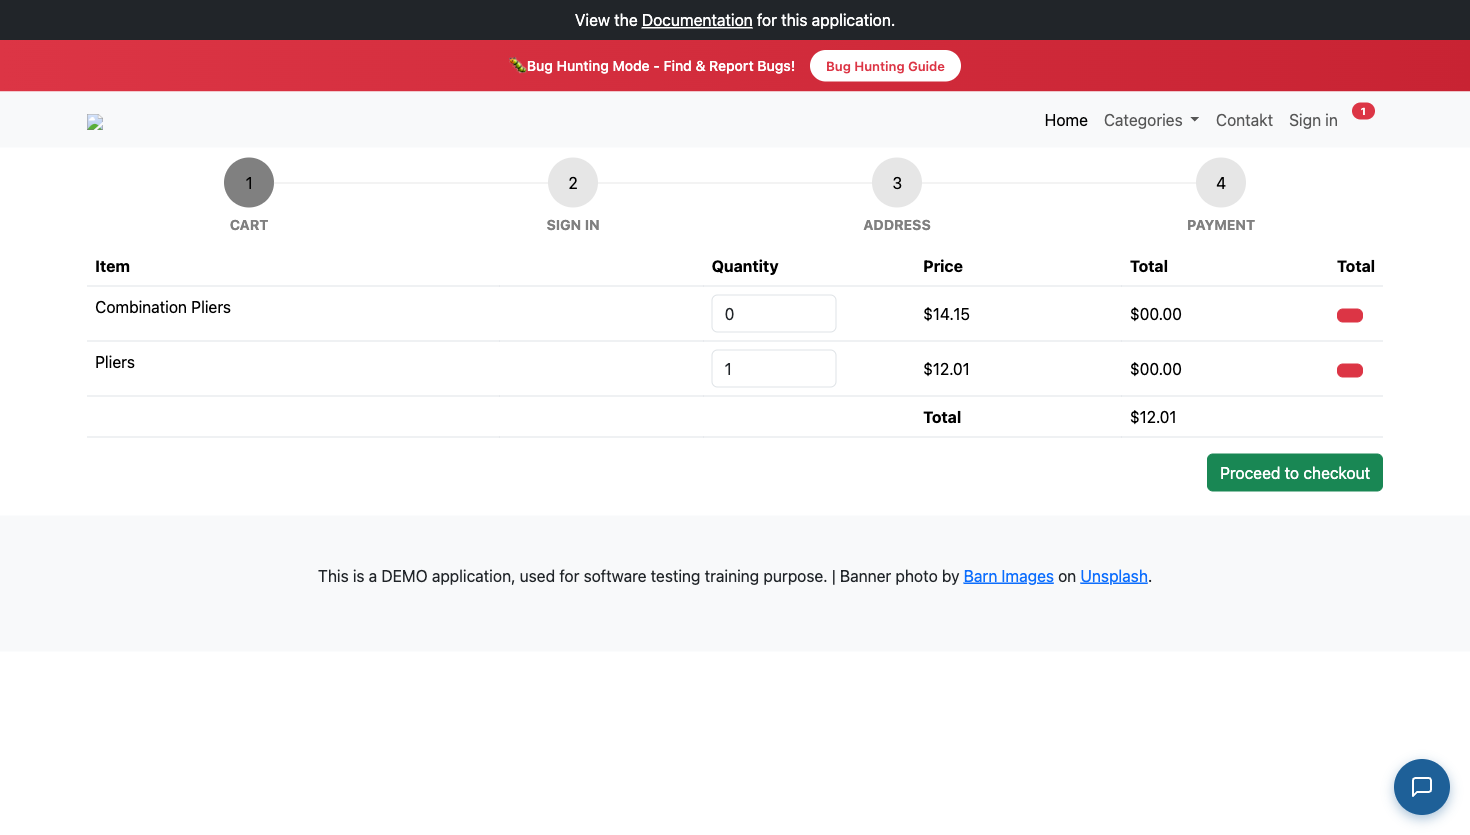 View the Documentation for this application.
Bug Hunting Mode - Find & Report Bugs! Bug Hunting Guide
Home Categories Contakt Sign in 1
1 2 3 4
CART SIGN IN ADDRESS PAYMENT
Item Quantity Price Total Total
Combination Pliers 0 $14.15 $00.00
Pliers 1 $12.01 $00.00
Total $12.01
Proceed to checkout
This is a DEMO application, used for software testing training purpose. | Banner photo by Barn Images on Unsplash.